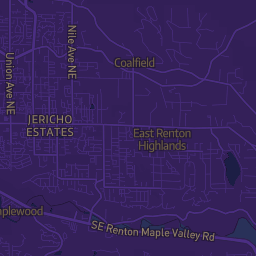 Union Ave NE
Nile Ave NE
Coalfield
JERICHO
ESTATES
East Renton
Highlands
aplewood
SE Renton Maple Valley Rd